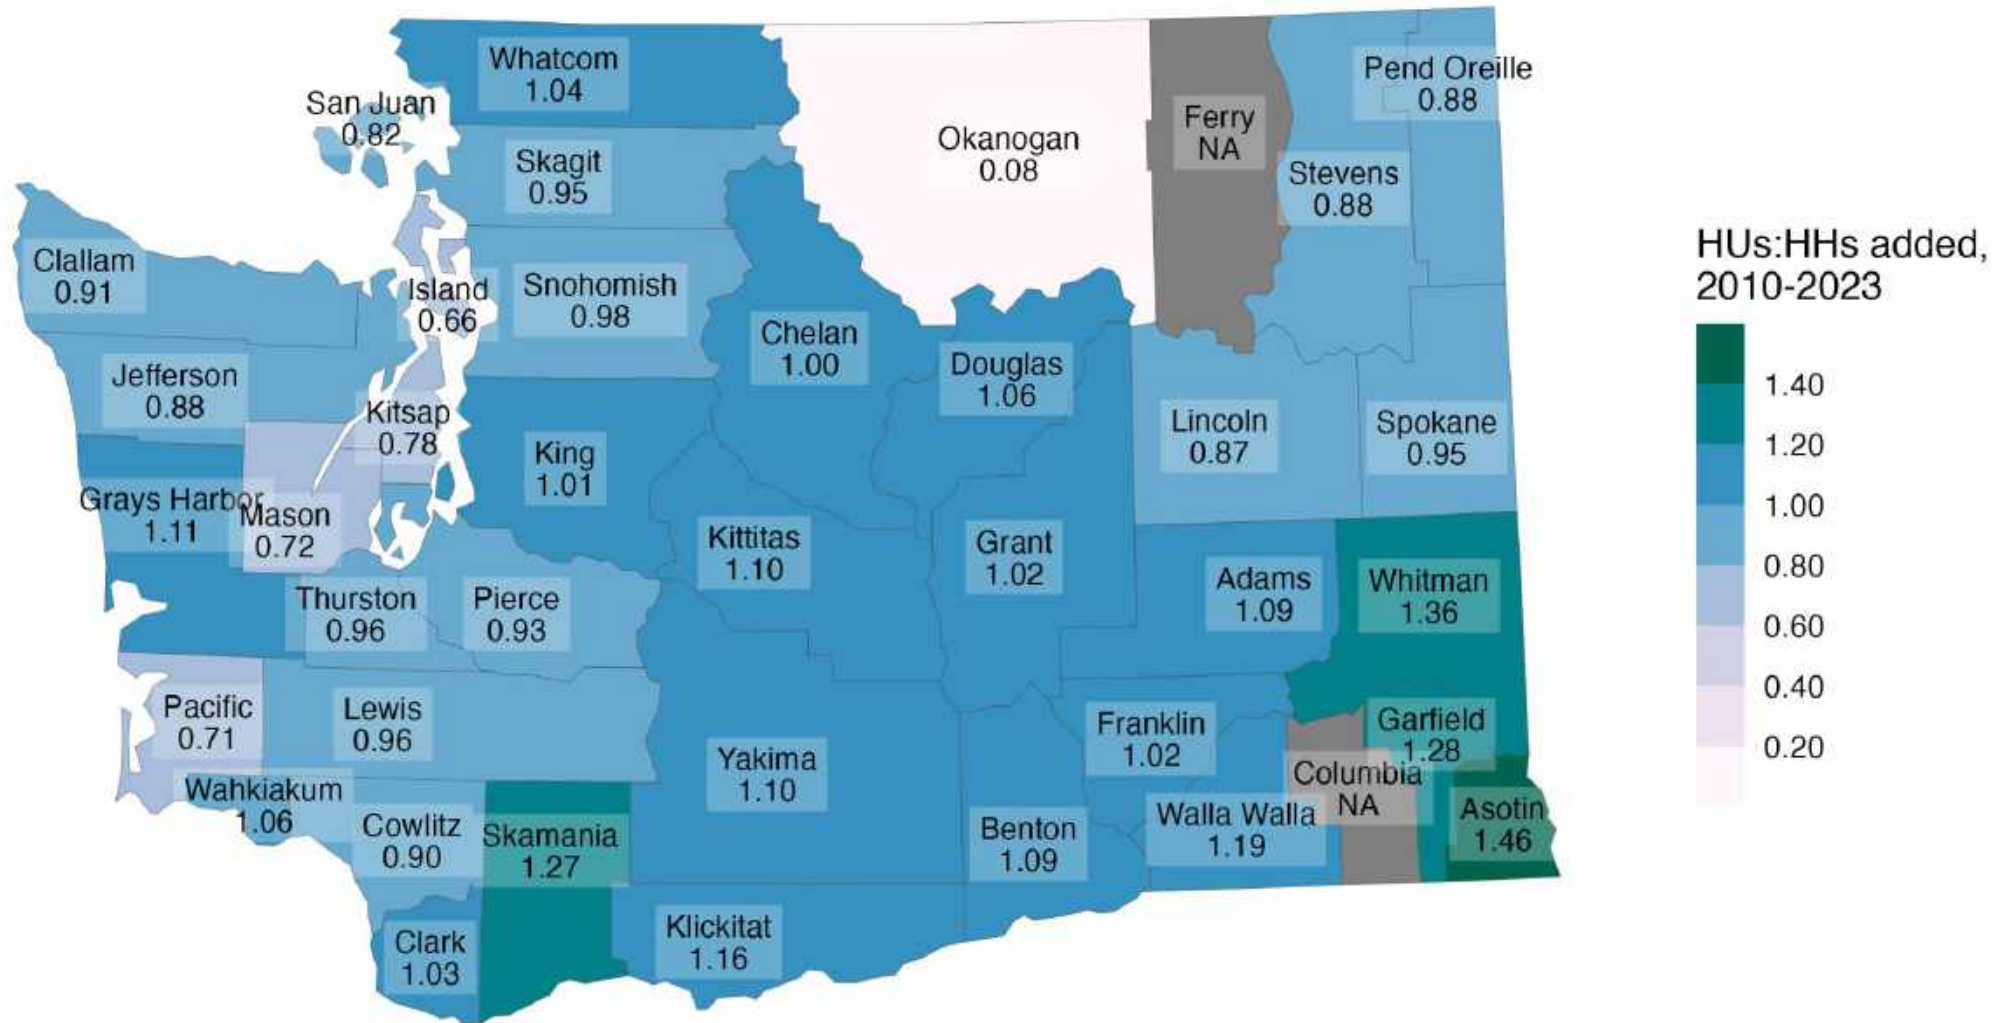 Whatcom
1.04
San Juan
0.82
Skagit
0.95
Okanogan
0.08
Ferry
NA
Pend Oreille
0.88
Stevens
0.88
Clallam
0.91
Island
0.66
Snohomish
0.98
Chelan
1.00
Douglas
1.06
Jefferson
0.88
Kitsap
0.78
King
1.01
Lincoln
0.87
Spokane
0.95
Grays Harbor
1.11
Mason
0.72
Kittitas
1.10
Grant
1.02
Adams
1.09
Whitman
1.36
Thurston
0.96
Pierce
0.93
Pacific
0.71
Lewis
0.96
Yakima
1.10
Franklin
1.02
Garfield
1.28
Columbia
NA
Wahkiakum
1.06
Cowlitz
0.90
Skamania
1.27
Benton
1.09
Walla Walla
1.19
Asotin
1.46
Clark
1.03
Klickitat
1.16
HUs:HHs added,
2010-2023
1.40
1.20
1.00
0.80
0.60
0.40
0.20